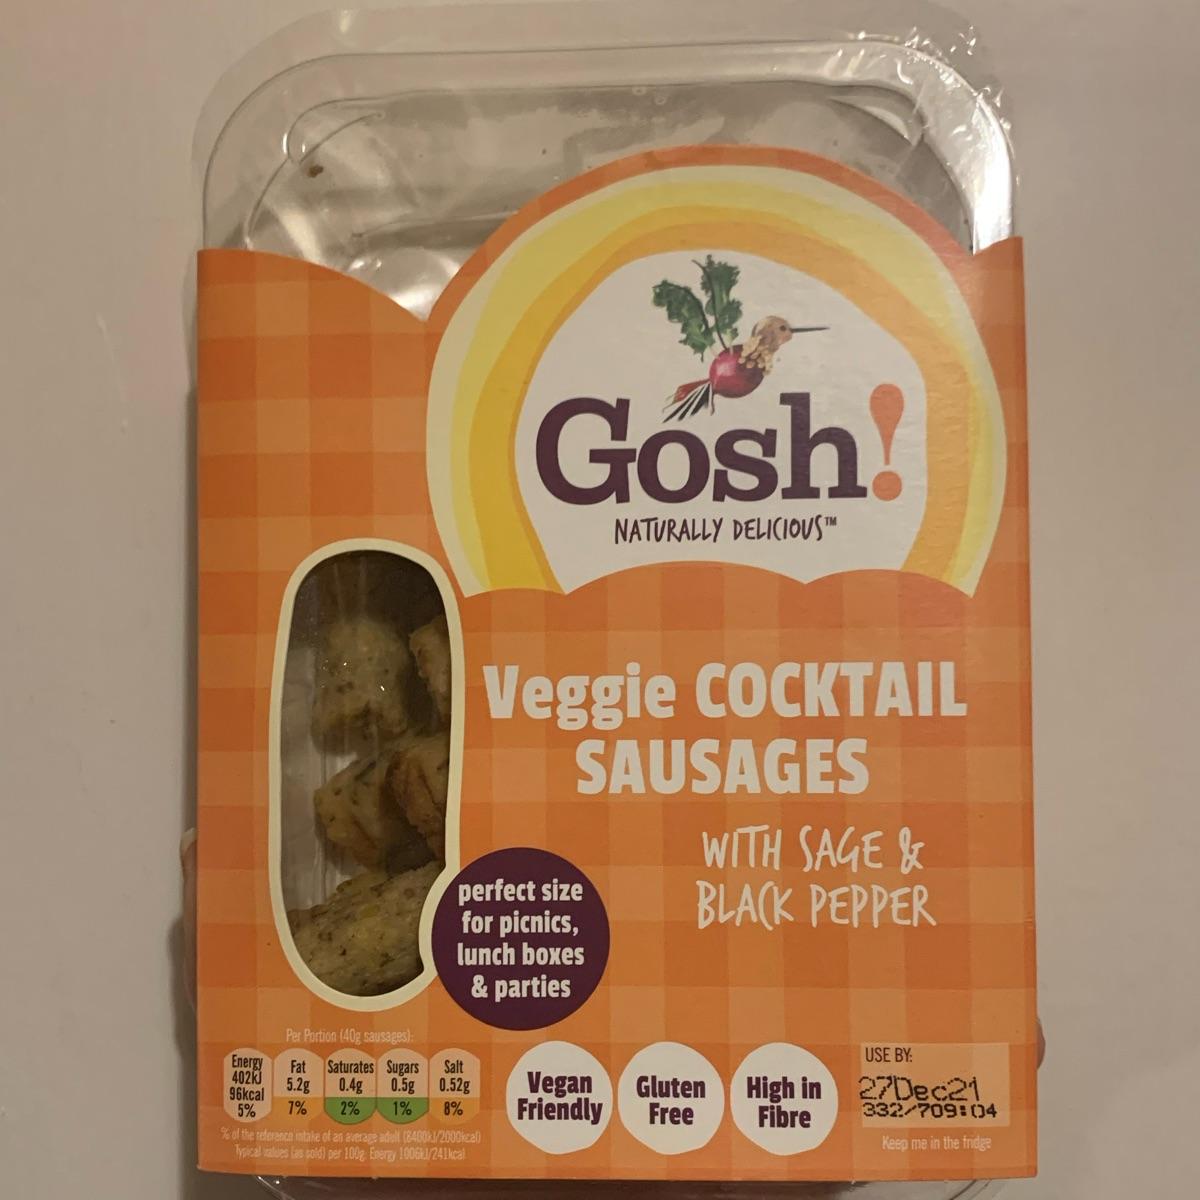 Gosh!
NATURALLY DELICIOUS™
Veggie COCKTAIL
SAUSAGES
WITH SAGE &
BLACK PEPPER
perfect size
for picnics,
lunch boxes
& parties
Per Portion (40g sausages):
Energy
402kJ
96kcal
5%
Fat
5.2g
7%
Saturates
0.4g
2%
Sugars
0.5g
1%
Salt
0.52g
8%
% of the reference intake of an average adult (8400kJ/2000kcal)
Typical values (as sold) per 100g: Energy 1006kJ/241kcal
Vegan
Friendly
Gluten
Free
High in
Fibre
USE BY:
27Dec21
332/709:04
Keep me in the fridge